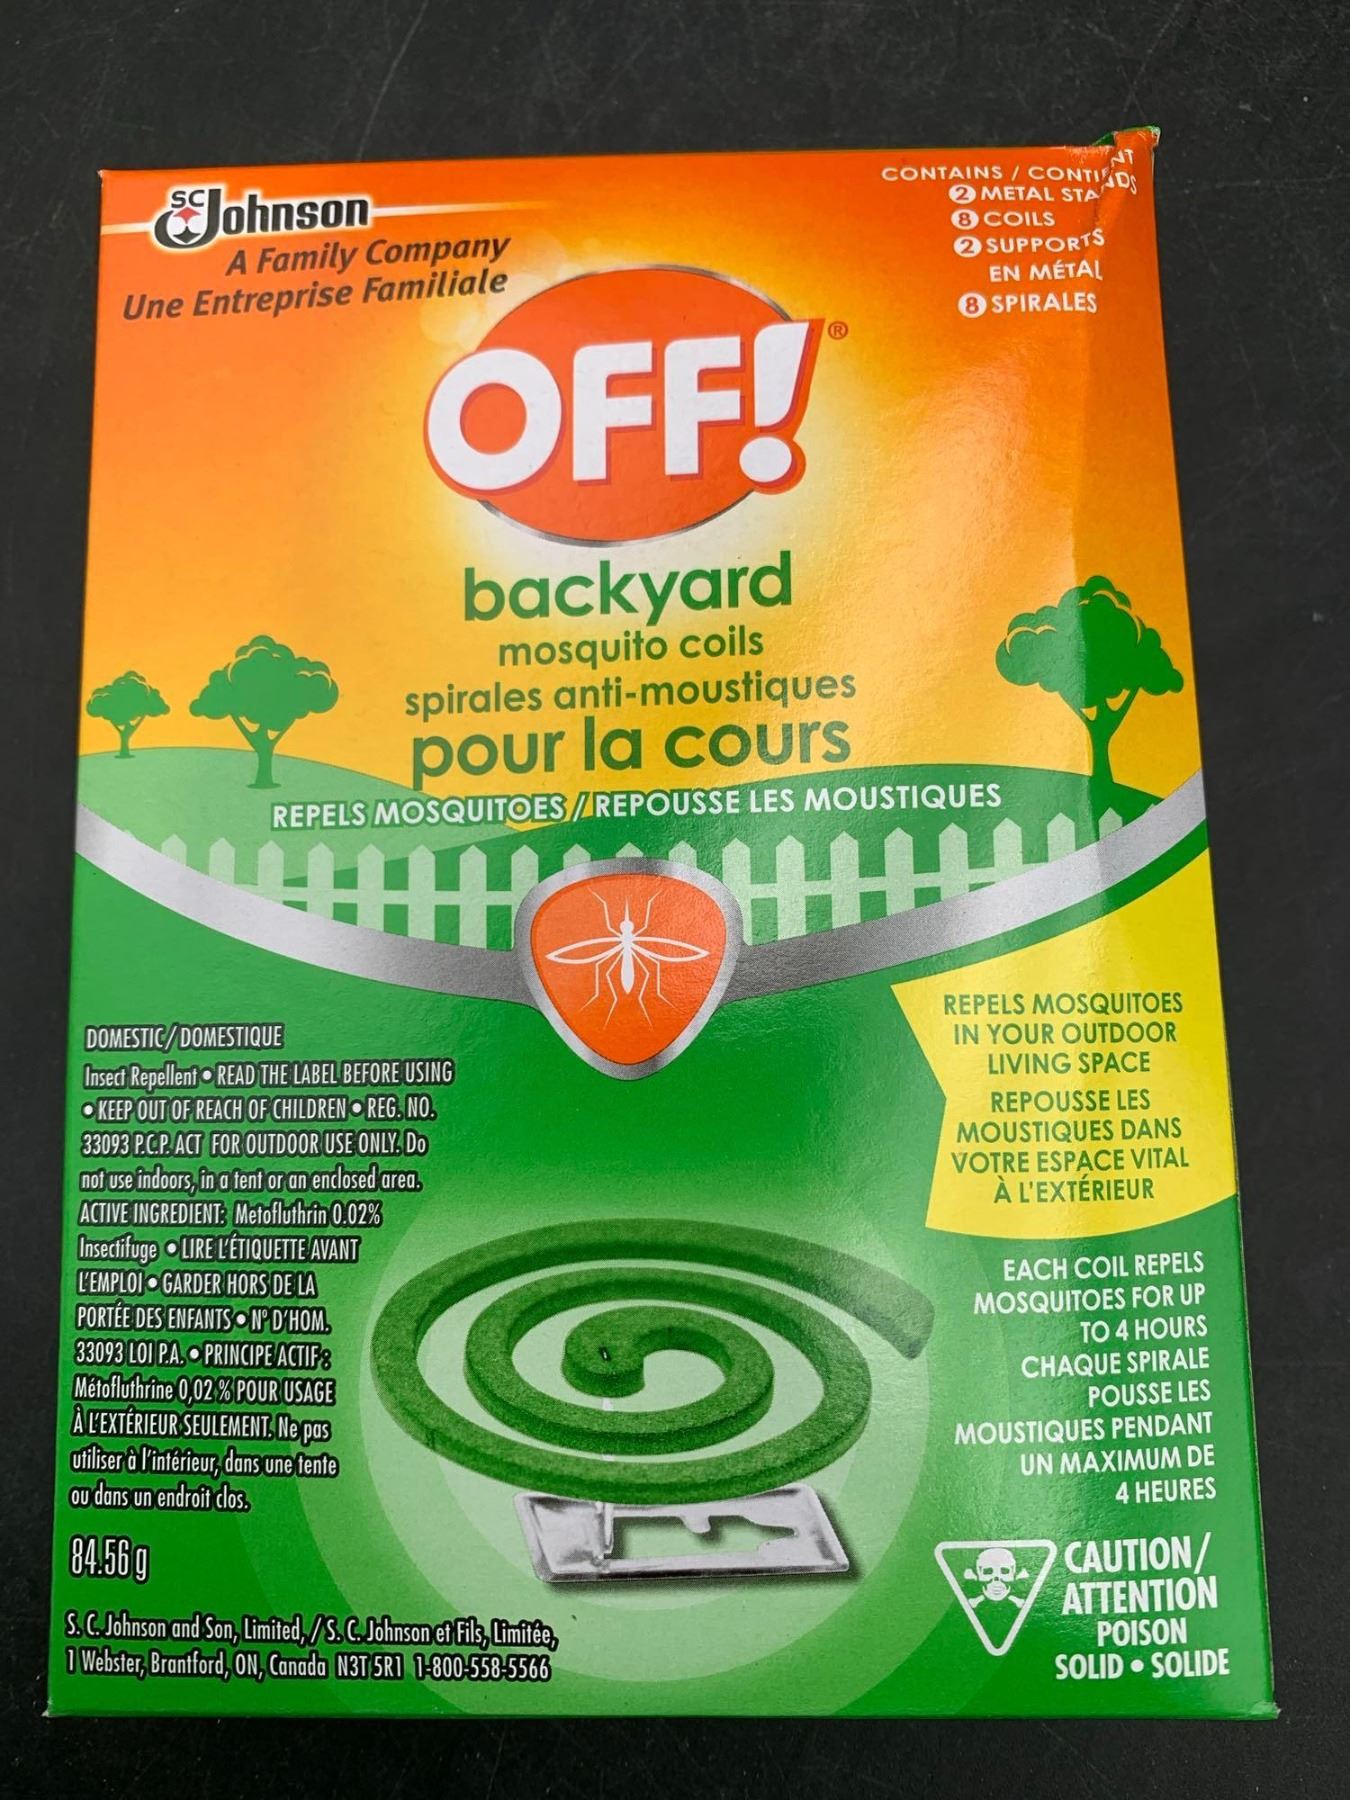 SC Johnson
A Family Company
Une Entreprise Familiale
CONTAINS / CONTIENT
2 METAL STANDS
8 COILS
2 SUPPORTS
EN MÉTAL
8 SPIRALES
OFF!®
backyard
mosquito coils
spirales anti-moustiques
pour la cours
REPELS MOSQUITOES / REPOUSSE LES MOUSTIQUES
REPELS MOSQUITOES
IN YOUR OUTDOOR
LIVING SPACE
REPOUSSE LES
MOUSTIQUES DANS
VOTRE ESPACE VITAL
À L'EXTÉRIEUR
DOMESTIC/DOMESTIQUE
Insect Repellent • READ THE LABEL BEFORE USING
• KEEP OUT OF REACH OF CHILDREN • REG. NO.
33093 P.C.P. ACT FOR OUTDOOR USE ONLY. Do
not use indoors, in a tent or an enclosed area.
ACTIVE INGREDIENT: Metofluthrin 0.02%
Insectifuge • LIRE L'ÉTIQUETTE AVANT
L'EMPLOI • GARDER HORS DE LA
PORTÉE DES ENFANTS • N° D'HOM.
33093 LOI P.A. • PRINCIPE ACTIF :
Métofluthrine 0,02 % POUR USAGE
À L'EXTÉRIEUR SEULEMENT. Ne pas
utiliser à l'intérieur, dans une tente
ou dans un endroit clos.
84.56 g
S. C. Johnson and Son, Limited, / S. C. Johnson et Fils, Limitée,
1 Webster, Brantford, ON, Canada N3T 5R1 1-800-558-5566
EACH COIL REPELS
MOSQUITOES FOR UP
TO 4 HOURS
CHAQUE SPIRALE
POUSSE LES
MOUSTIQUES PENDANT
UN MAXIMUM DE
4 HEURES
CAUTION/
ATTENTION
POISON
SOLID • SOLIDE